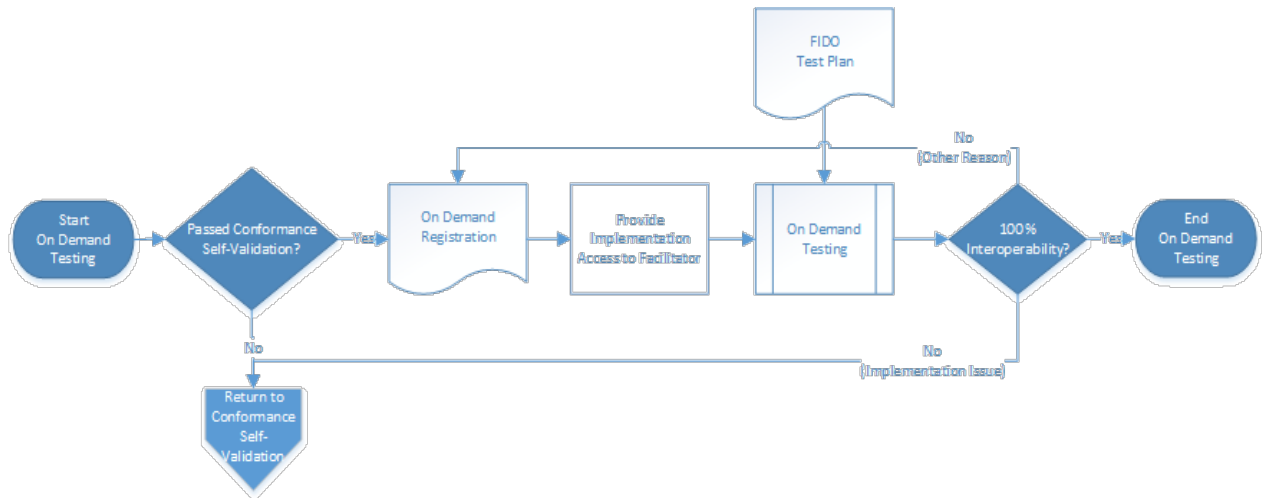 FIDO
Test Plan
No
(Other Reason)
Start
On Demand
Testing
Passed Conformance
Self-Validation?
Yes
On Demand
Registration
Provide
Implementation
Access to Facilitator
On Demand
Testing
100%
Interoperability?
Yes
End
On Demand
Testing
No
No
(Implementation Issue)
Return to
Conformance
Self-
Validation